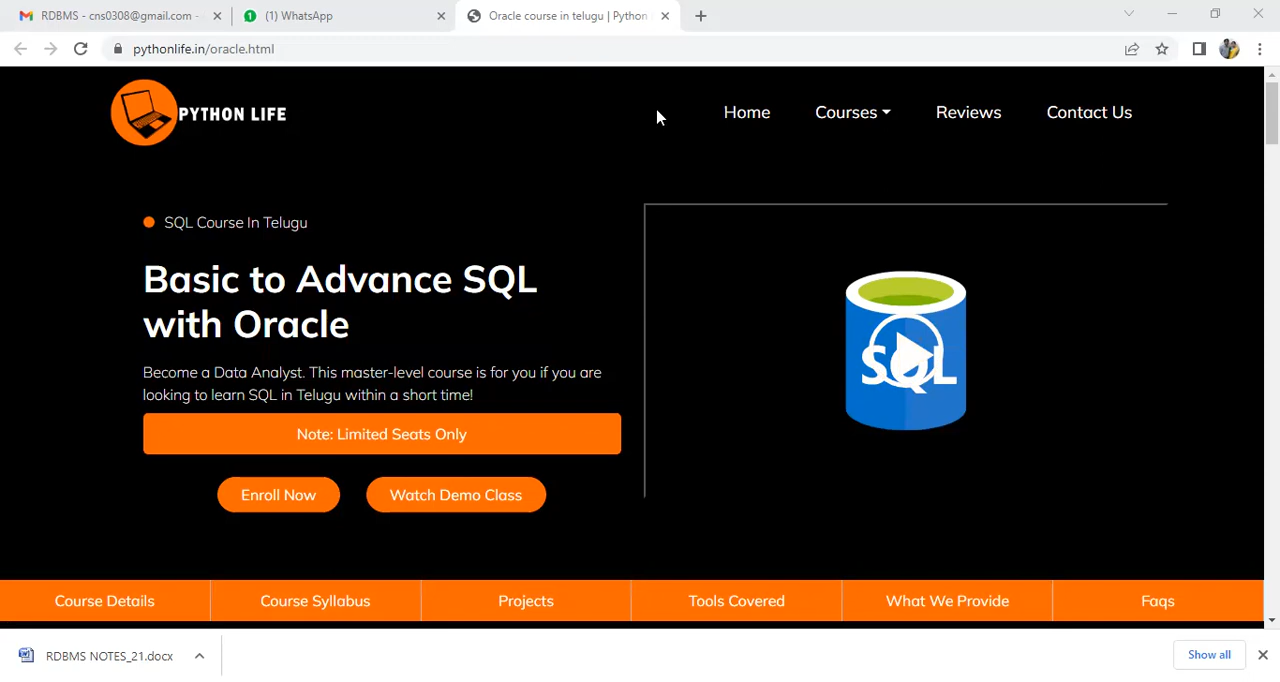 RDBMS - cns0308@gmail.com -
(1) WhatsApp
Oracle course in telugu | Python
pythonlife.in/oracle.html
PYTHON LIFE
Home
Courses
Reviews
Contact Us
SQL Course In Telugu
Basic to Advance SQL
with Oracle
Become a Data Analyst. This master-level course is for you if you are
looking to learn SQL in Telugu within a short time!
Note: Limited Seats Only
Enroll Now
Watch Demo Class
SQL
Course Details
Course Syllabus
Projects
Tools Covered
What We Provide
Faqs
RDBMS NOTES_21.docx
Show all